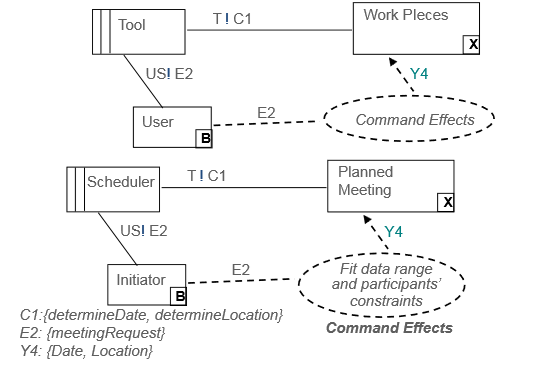 Tool
T! C1
Work PIeces
X
US! E2
Y4
User
B
E2
Command Effects
Scheduler
T! C1
Planned
Meeting
X
US! E2
Y4
Initiator
B
E2
Fit data range
and participants'
constraints
C1:{determineDate, determineLocation}
Command Effects
E2: {meetingRequest}
Y4: {Date, Location}